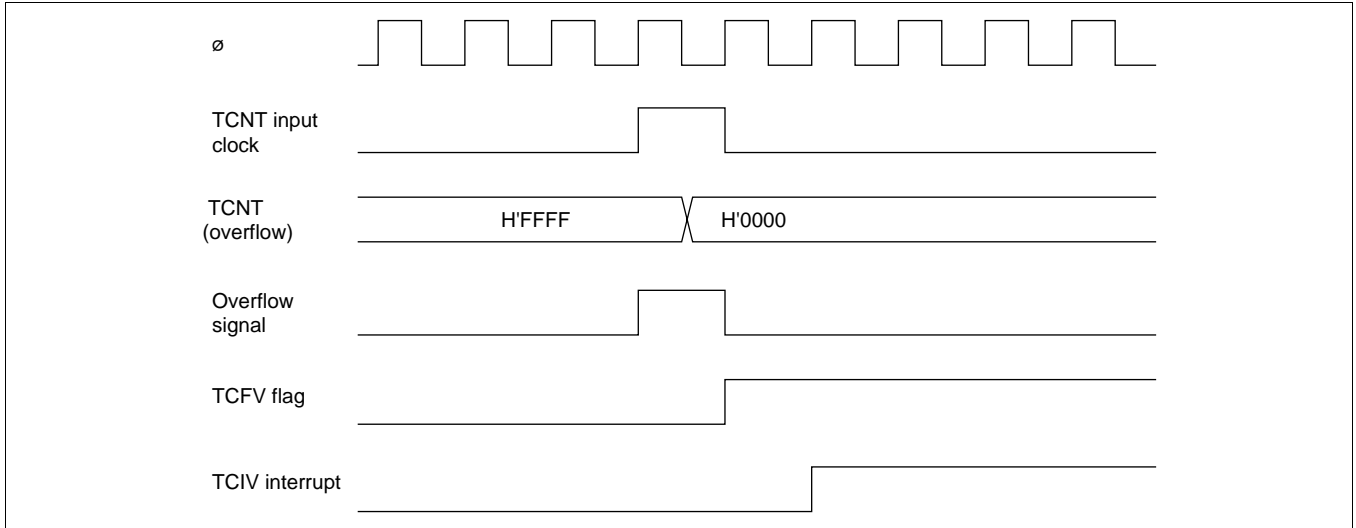 ø
TCNT input
clock
TCNT
(overflow)
H'FFFF
H'0000
Overflow
signal
TCFV flag
TCIV interrupt